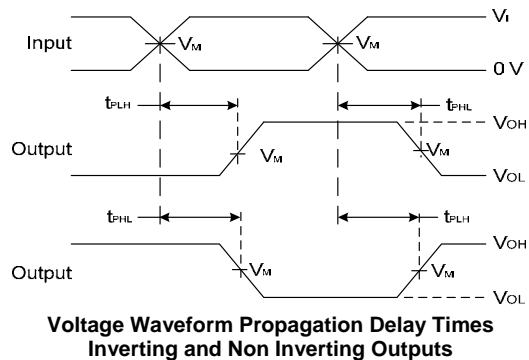 VI
Input
VM
VM
0 V
tPLH
tPHL
VOH
Output
VM
VM
VOL
tPHL
tPLH
VOH
Output
VM
VM
VOL
Voltage Waveform Propagation Delay Times
Inverting and Non Inverting Outputs